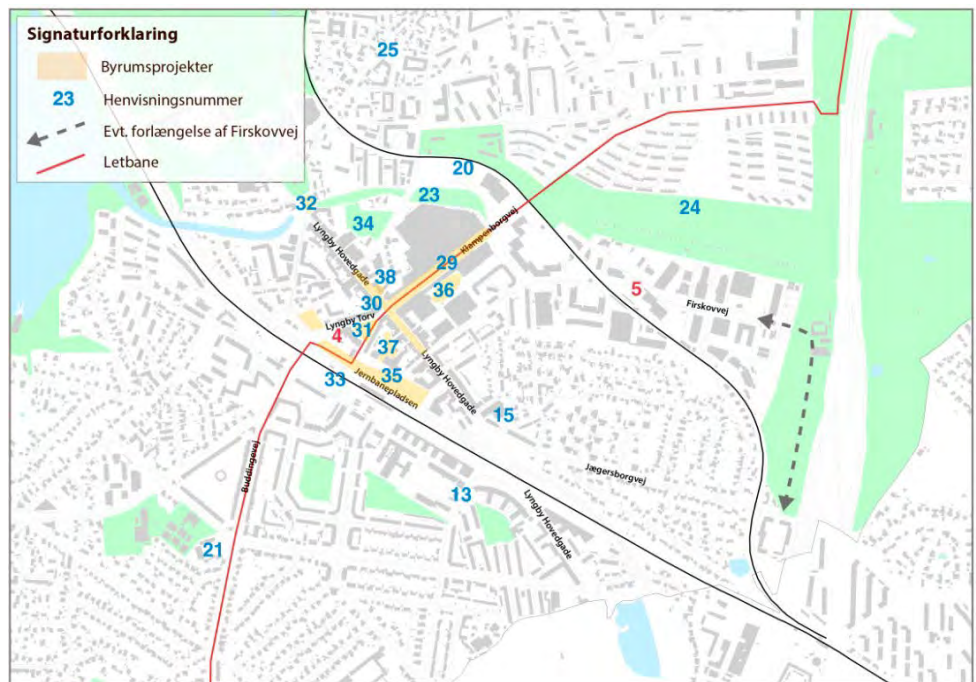 Signaturforklaring
Byrumsprojekter
23 Henvisningsnummer
Evt. forlængelse af Firskovvej
Letbane
25
20
23
32
34
24
Klampenborgvej
Lyngby Hovedgade
29
38
36
5
30
Firskovvej
Lyngby Torv
31
4
37
33
35
Lyngby Hovedgade
Jernbanepladsen
15
Buddingevej
Jægersborgvej
13
Lyngby Hovedgade
21